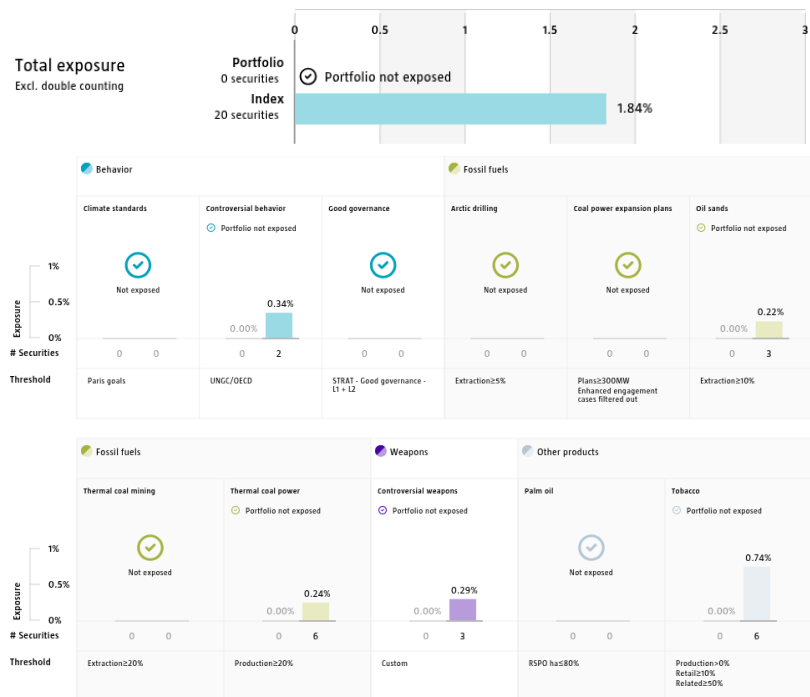 0 0.5 1 1.5 2 2.5 3
Total exposure
Excl. double counting
Portfolio
0 securities
Portfolio not exposed
Index
20 securities
1.84%
Behavior
Fossil fuels
Climate standards
Controversial behavior
Good governance
Arctic drilling
Coal power expansion plans
Oil sands
Portfolio not exposed
Portfolio not exposed
Exposure
1%
0.5%
0%
Not exposed
0.00% 0.34%
Not exposed
Not exposed
Not exposed
0.00% 0.22%
# Securities
0 0 0 2 0 0 0 0 0 0 0 3
Threshold
Paris goals
UNGC/OECD
STRAT - Good governance -
L1 + L2
Extraction≥5%
Plans≥300MW
Enhanced engagement
cases filtered out
Extraction≥10%
Fossil fuels
Weapons
Other products
Thermal coal mining
Thermal coal power
Controversial weapons
Palm oil
Tobacco
Portfolio not exposed
Portfolio not exposed
Portfolio not exposed
Exposure
1%
0.5%
0%
Not exposed
0.00% 0.24%
0.00% 0.29%
Not exposed
0.00% 0.74%
# Securities
0 0 0 6 0 3 0 0 0 6
Threshold
Extraction≥20%
Production≥20%
Custom
RSPO ha≤80%
Production>0%
Retail≥10%
Related≥50%